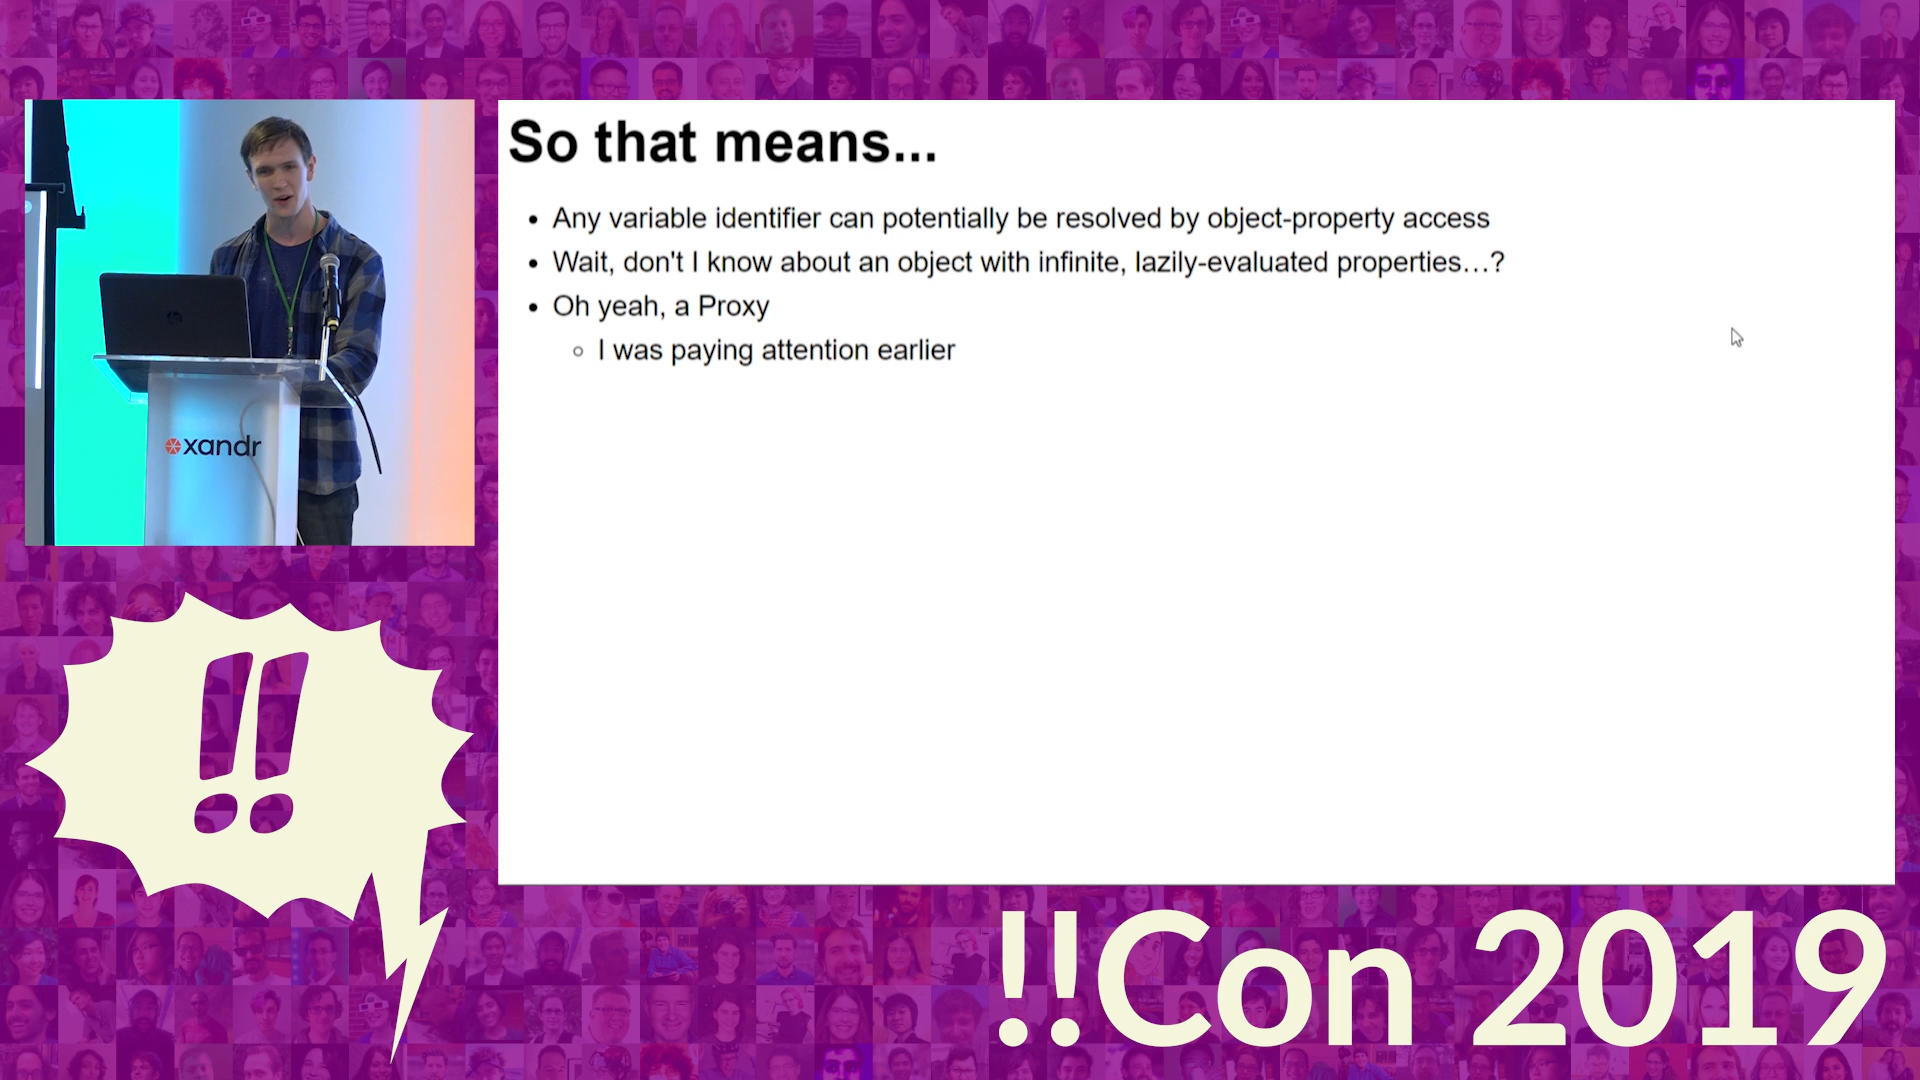 So that means...
Any variable identifier can potentially be resolved by object-property access
Wait, don't I know about an object with infinite, lazily-evaluated properties…?
Oh yeah, a Proxy
I was paying attention earlier
xandr
!!
!!Con 2019